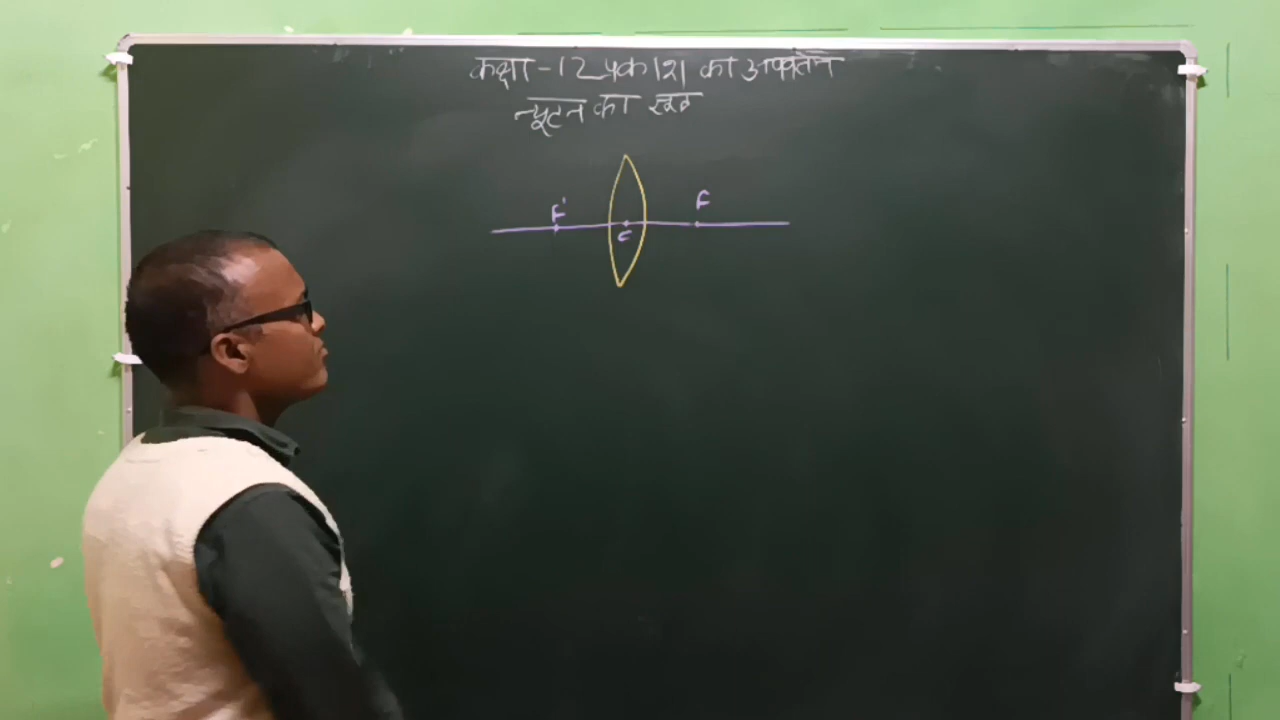 कक्षा-12 प्रकाश का अपवर्तन
न्यूटन का सूत्र
F' F
C